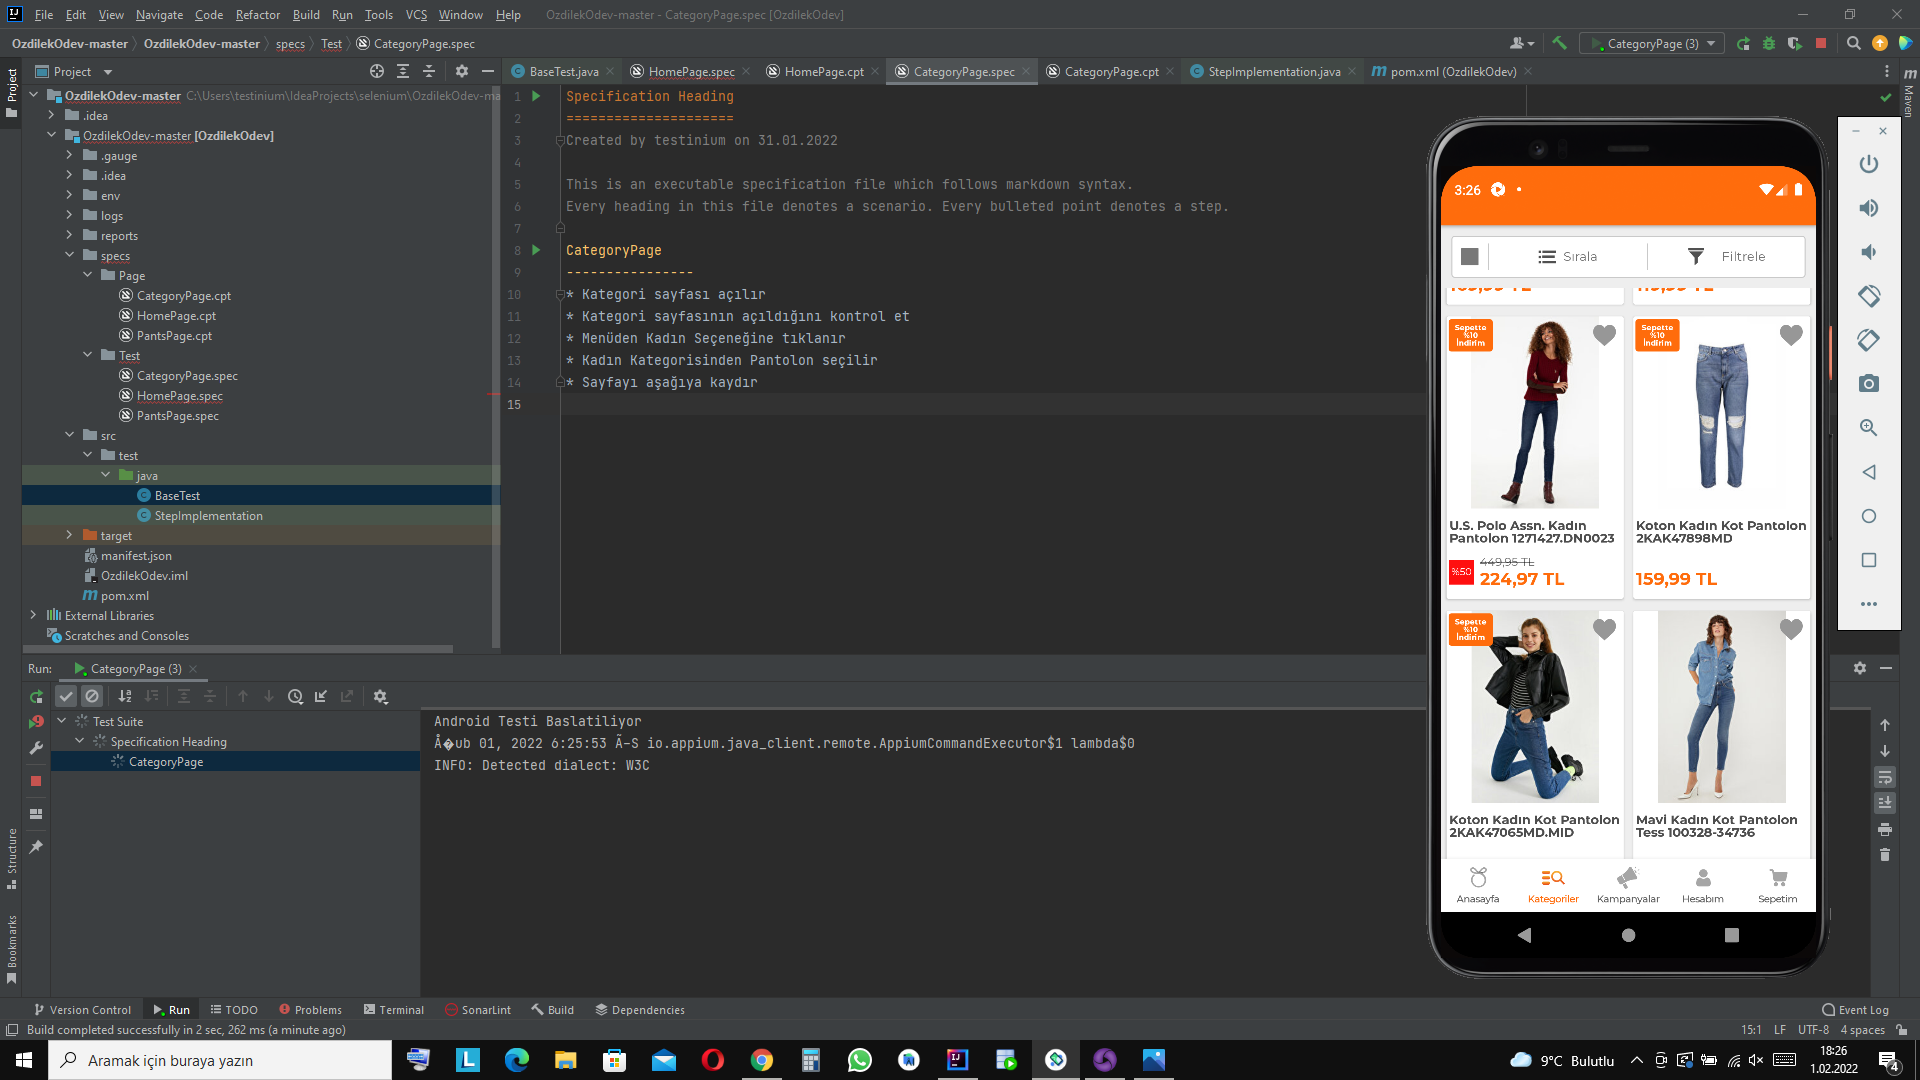 File Edit View Navigate Code Refactor Build Run Tools VCS Window Help OzdilekOdev-master - CategoryPage.spec [OzdilekOdev]
OzdilekOdev-master OzdilekOdev-master specs Test CategoryPage.spec
CategoryPage (3)
Project
BaseTest.java HomePage.spec HomePage.cpt CategoryPage.spec CategoryPage.cpt StepImplementation.java pom.xml (OzdilekOdev)
Project
Maven
OzdilekOdev-master C:\Users\testinium\IdeaProjects\selenium\OzdilekOdev-ma
.idea
OzdilekOdev-master [OzdilekOdev]
.gauge
.idea
env
logs
reports
specs
Page
CategoryPage.cpt
HomePage.cpt
PantsPage.cpt
Test
CategoryPage.spec
HomePage.spec
PantsPage.spec
src
test
java
BaseTest
StepImplementation
target
manifest.json
OzdilekOdev.iml
pom.xml
External Libraries
Scratches and Consoles
1 Specification Heading
2 =====================
3 Created by testinium on 31.01.2022
4
5 This is an executable specification file which follows markdown syntax.
6 Every heading in this file denotes a scenario. Every bulleted point denotes a step.
7
8 CategoryPage
9 ----------------
10 * Kategori sayfası açılır
11 * Kategori sayfasının açıldığını kontrol et
12 * Menüden Kadın Seçeneğine tıklanır
13 * Kadın Kategorisinden Pantolon seçilir
14 * Sayfayı aşağıya kaydır
15
3:26
Sırala Filtrele
Sepette %10 İndirim
Sepette %10 İndirim
U.S. Polo Assn. Kadın
Pantolon 1271427.DN0023
%50 449,95 TL
224,97 TL
Koton Kadın Kot Pantolon
2KAK47898MD
159,99 TL
Sepette %10 İndirim
Koton Kadın Kot Pantolon
2KAK47065MD.MID
Mavi Kadın Kot Pantolon
Tess 100328-34736
Anasayfa Kategoriler Kampanyalar Hesabım Sepetim
Run: CategoryPage (3)
Test Suite
Specification Heading
CategoryPage
Android Testi Baslatiliyor
Å�ub 01, 2022 6:25:53 Ã–S io.appium.java_client.remote.AppiumCommandExecutor$1 lambda$0
INFO: Detected dialect: W3C
Structure
Bookmarks
Version Control Run TODO Problems Terminal SonarLint Build Dependencies Event Log
Build completed successfully in 2 sec, 262 ms (a minute ago) 15:1 LF UTF-8 4 spaces
Aramak için buraya yazın
9°C Bulutlu
18:26
1.02.2022
4